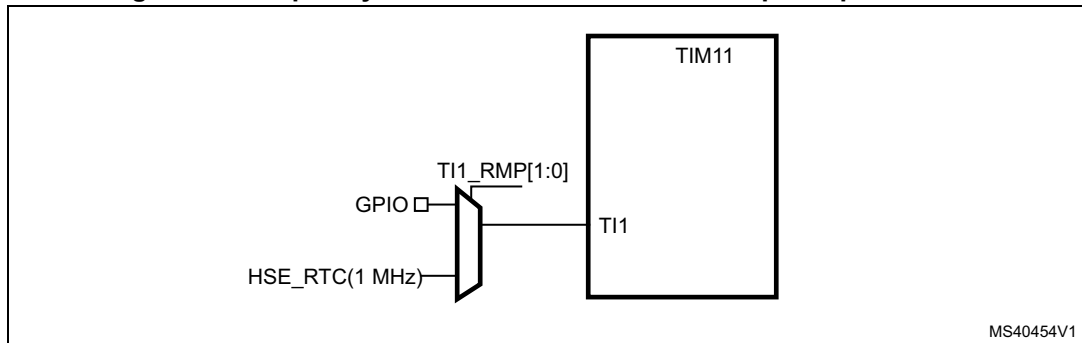 TIM11
TI1_RMP[1:0]
GPIO
TI1
HSE_RTC(1 MHz)
MS40454V1